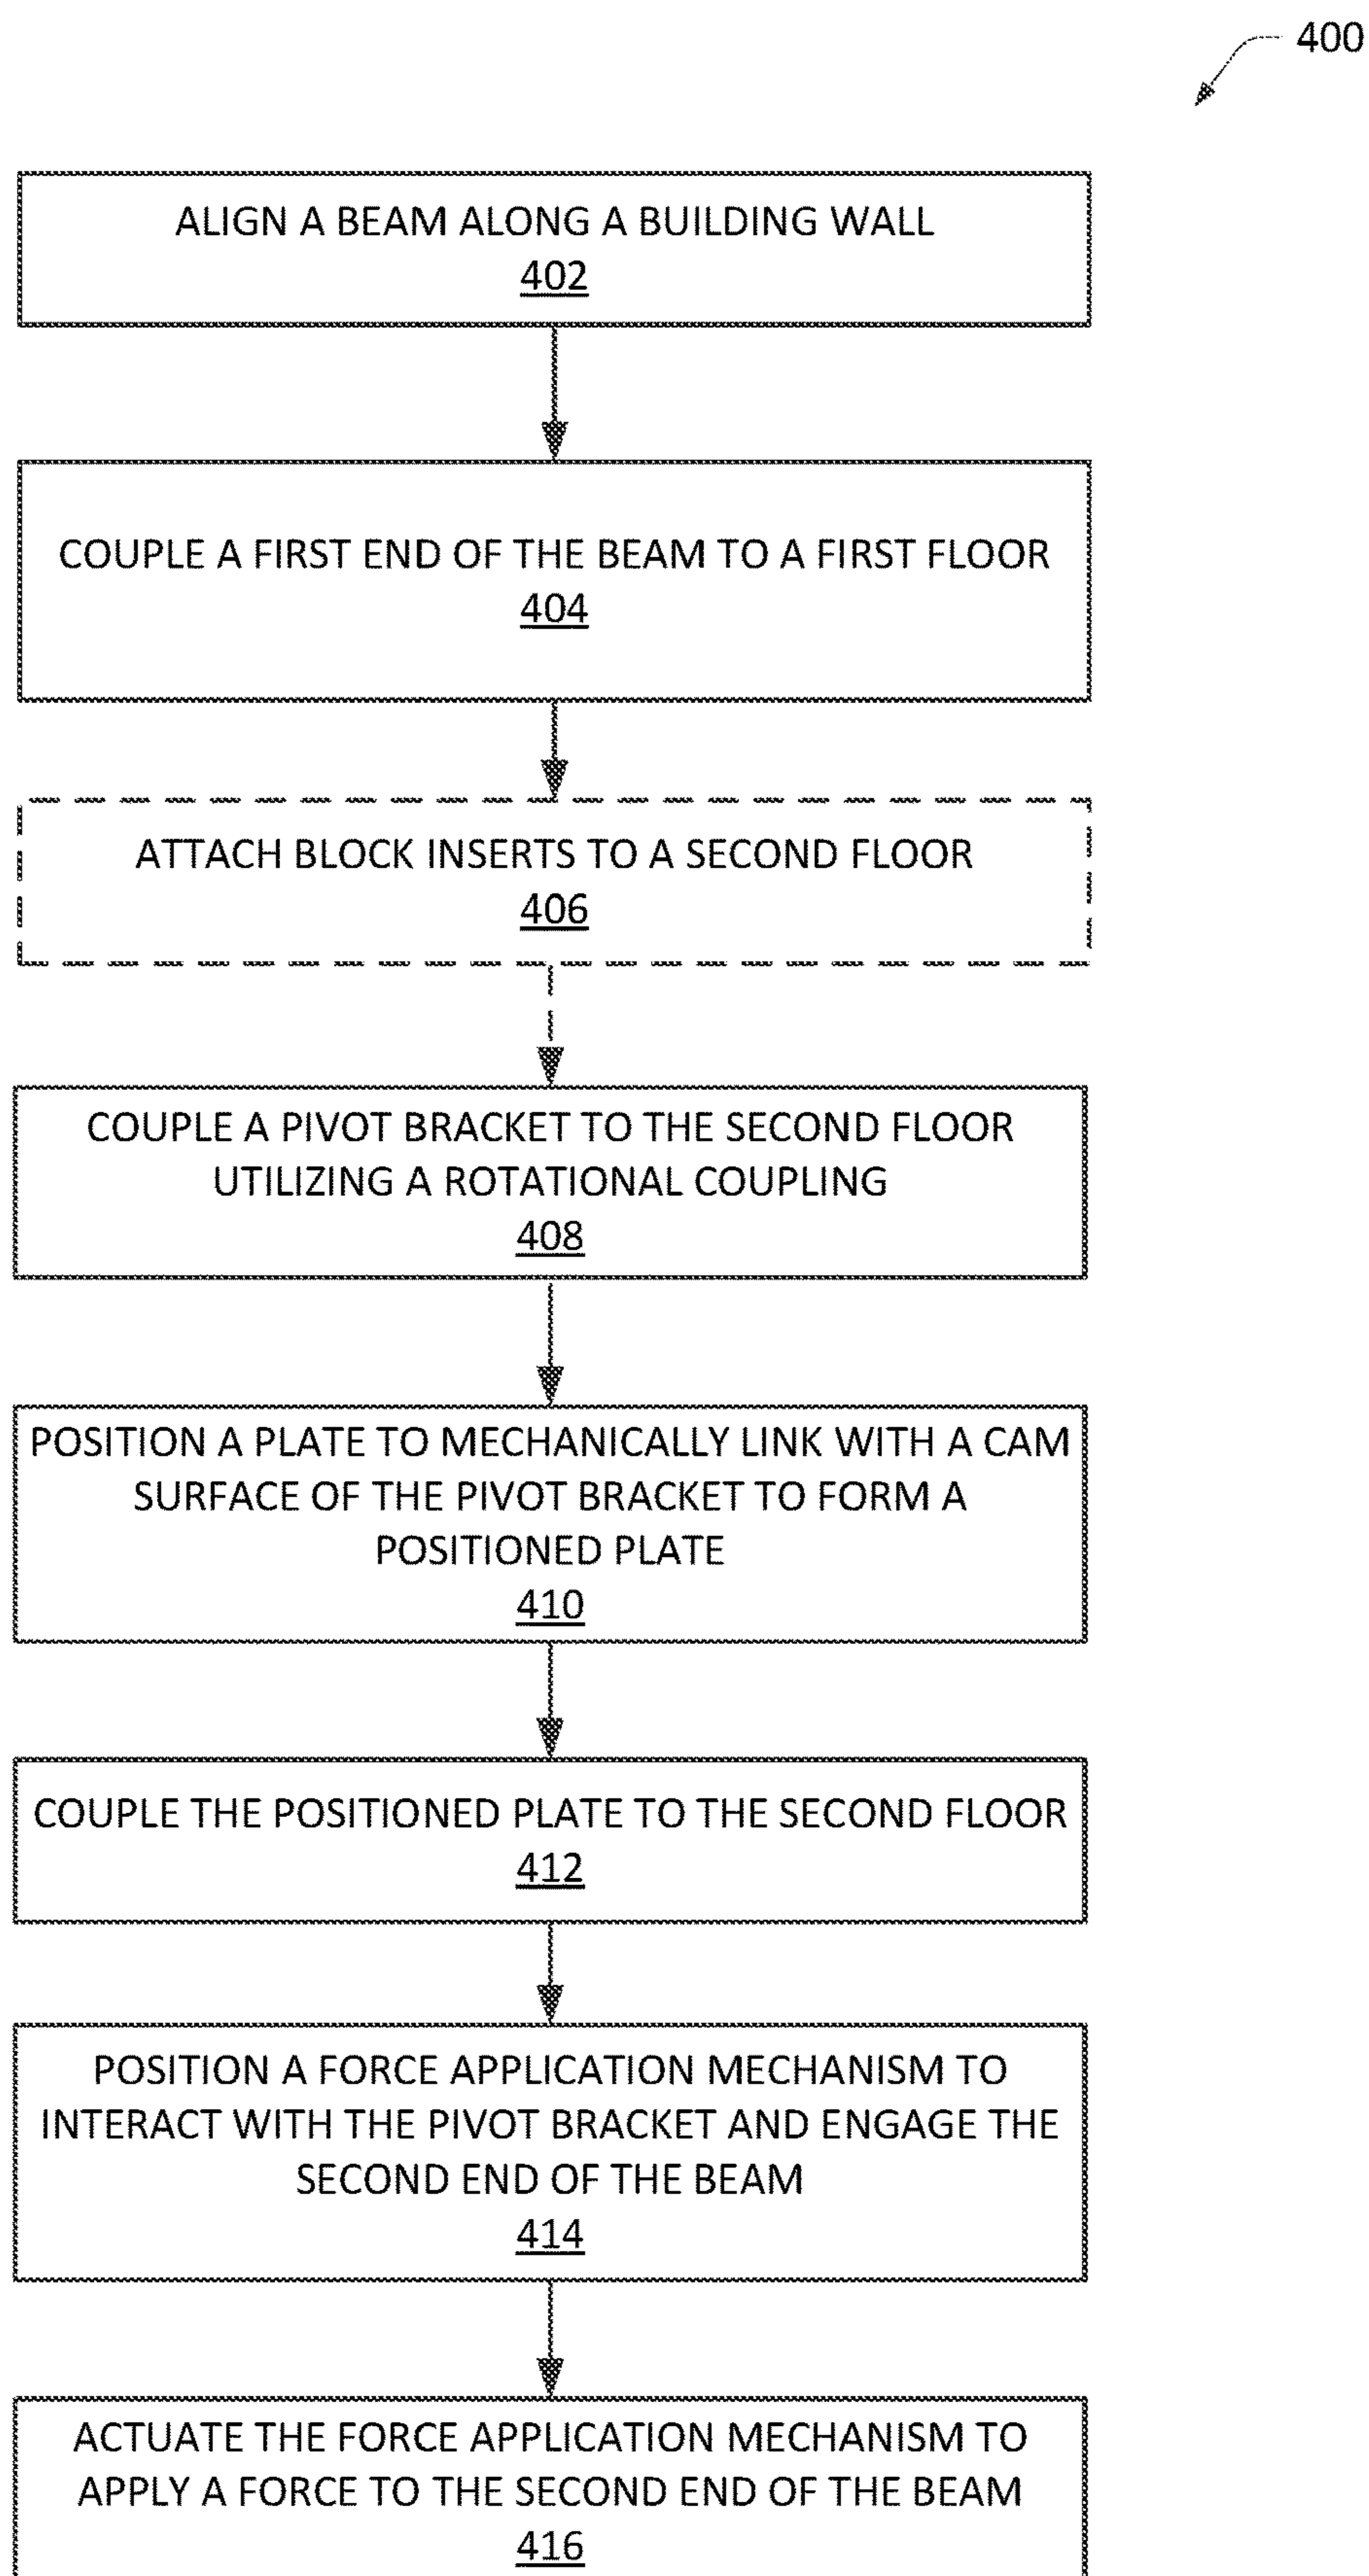 400
ALIGN A BEAM ALONG A BUILDING WALL
402
COUPLE A FIRST END OF THE BEAM TO A FIRST FLOOR
404
ATTACH BLOCK INSERTS TO A SECOND FLOOR
406
COUPLE A PIVOT BRACKET TO THE SECOND FLOOR
UTILIZING A ROTATIONAL COUPLING
408
POSITION A PLATE TO MECHANICALLY LINK WITH A CAM
SURFACE OF THE PIVOT BRACKET TO FORM A
POSITIONED PLATE
410
COUPLE THE POSITIONED PLATE TO THE SECOND FLOOR
412
POSITION A FORCE APPLICATION MECHANISM TO
INTERACT WITH THE PIVOT BRACKET AND ENGAGE THE
SECOND END OF THE BEAM
414
ACTUATE THE FORCE APPLICATION MECHANISM TO
APPLY A FORCE TO THE SECOND END OF THE BEAM
416